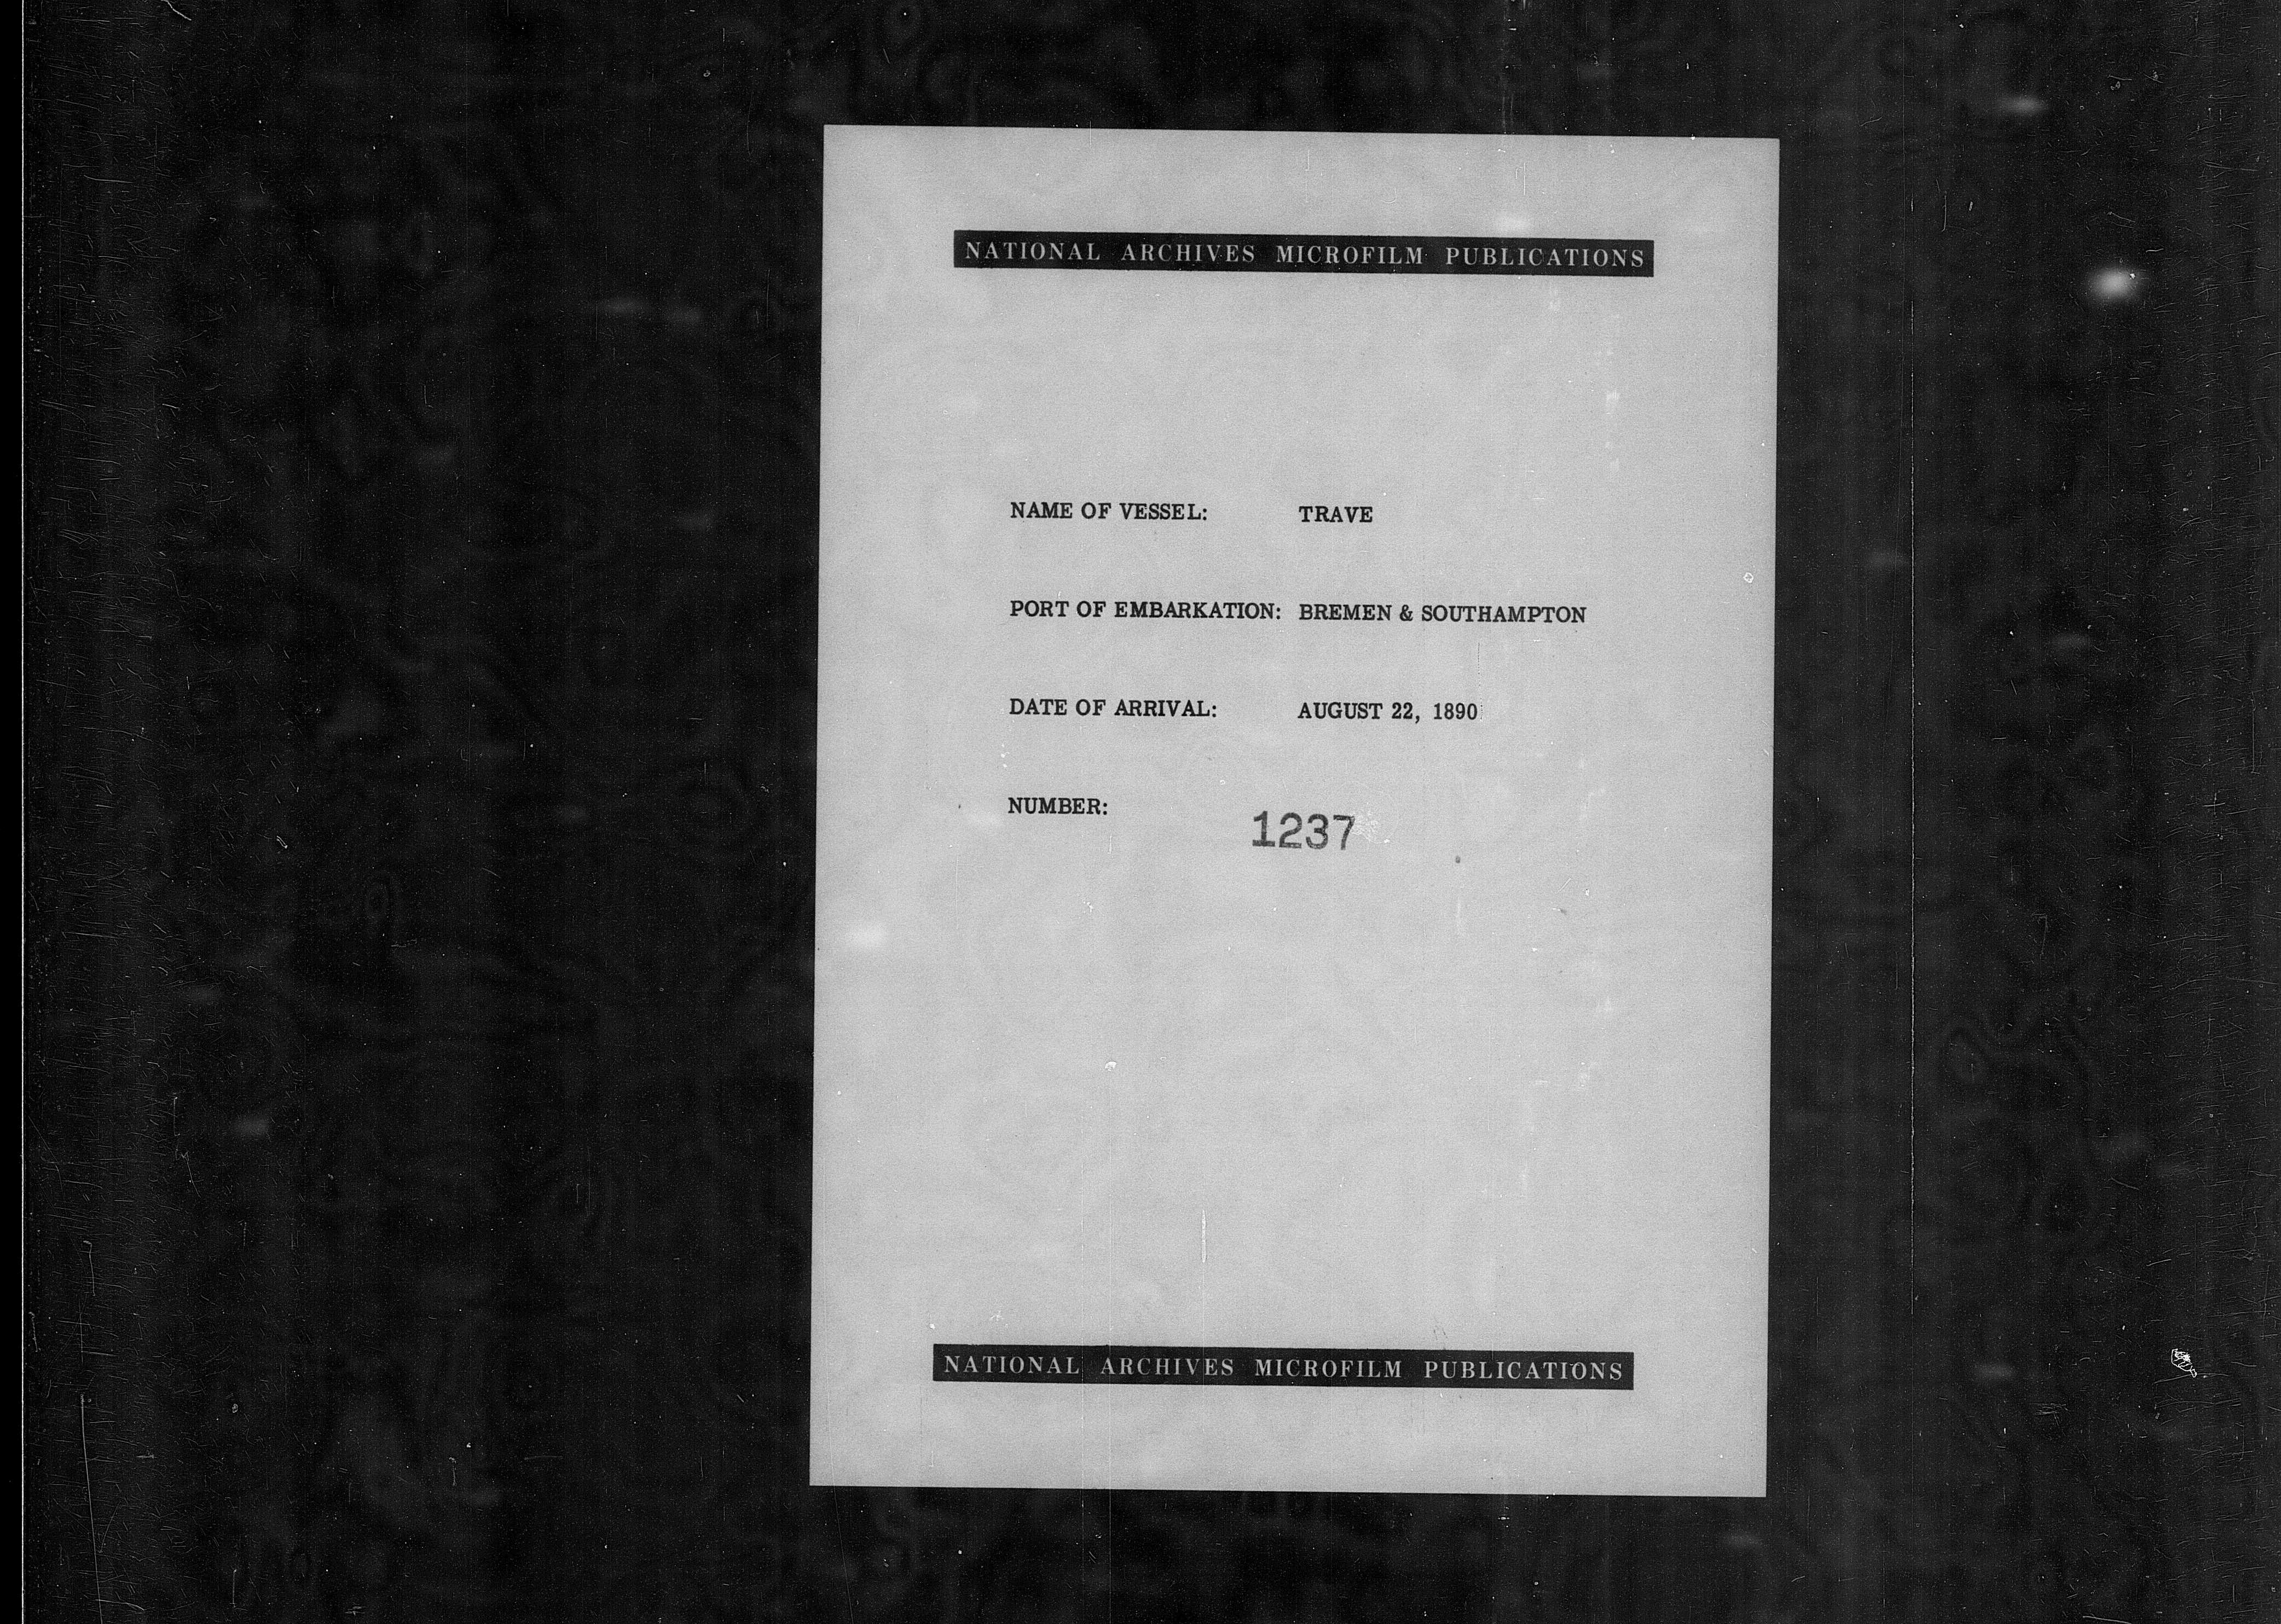 NATIONAL ARCHIVES MICROFILM PUBLICATIONS
NAME OF VESSEL: TRAVE
PORT OF EMBARKATION: BREMEN & SOUTHAMPTON
DATE OF ARRIVAL: AUGUST 22, 1890
NUMBER: 1237
NATIONAL ARCHIVES MICROFILM PUBLICATIONS